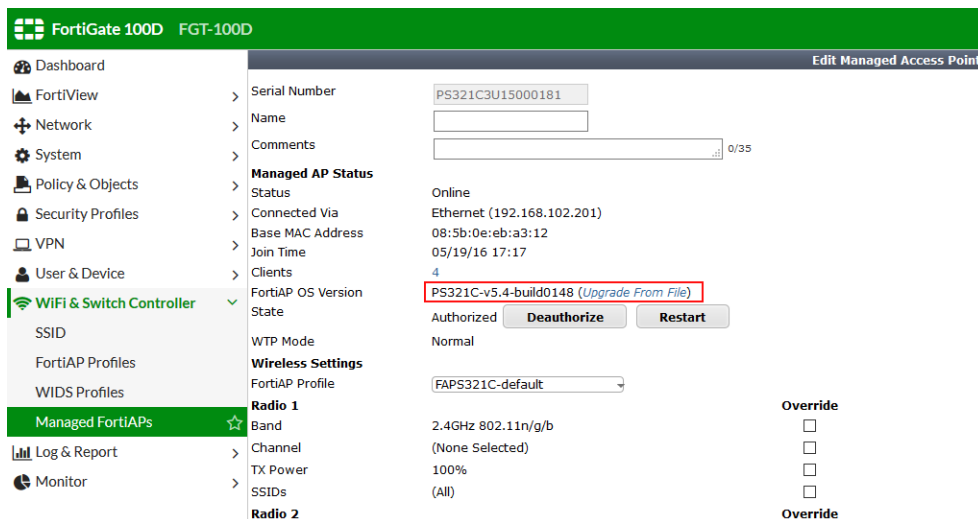 FortiGate 100D FGT-100D
Dashboard
FortiView
Network
System
Policy & Objects
Security Profiles
VPN
User & Device
WiFi & Switch Controller
SSID
FortiAP Profiles
WIDS Profiles
Managed FortiAPs
Log & Report
Monitor
Edit Managed Access Point
Serial Number PS321C3U15000181
Name
Comments 0/35
Managed AP Status
Status Online
Connected Via Ethernet (192.168.102.201)
Base MAC Address 08:5b:0e:eb:a3:12
Join Time 05/19/16 17:17
Clients 4
FortiAP OS Version PS321C-v5.4-build0148 (Upgrade From File)
State Authorized Deauthorize Restart
WTP Mode Normal
Wireless Settings
FortiAP Profile FAPS321C-default
Radio 1 Override
Band 2.4GHz 802.11n/g/b
Channel (None Selected)
TX Power 100%
SSIDs (All)
Radio 2 Override